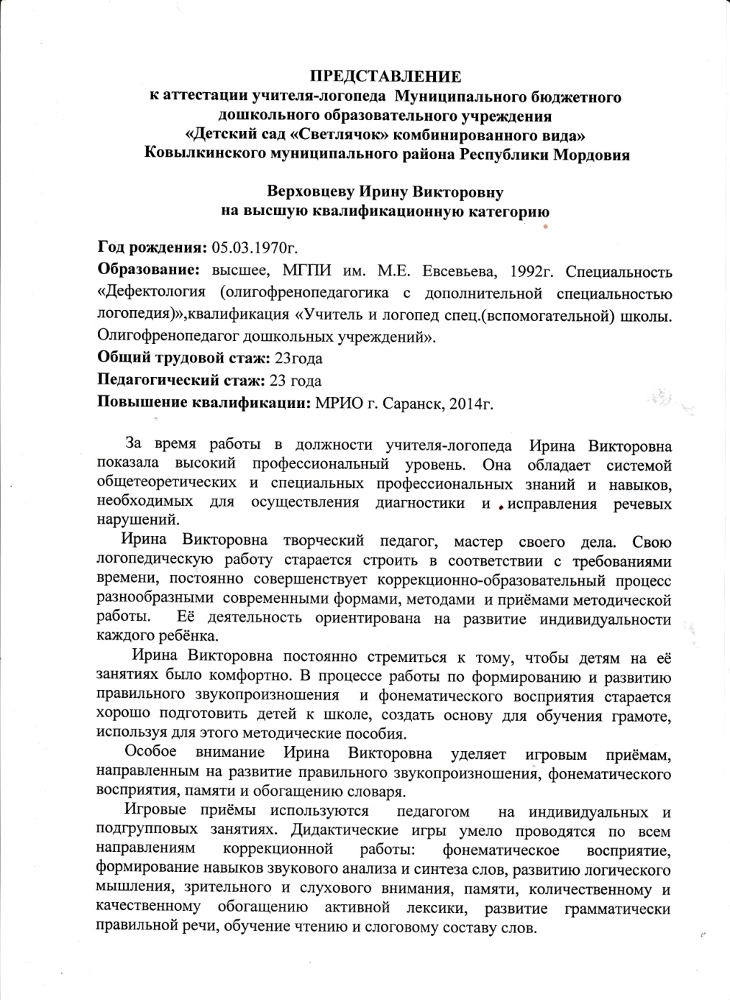 ПРЕДСТАВЛЕНИЕ
к аттестации учителя-логопеда Муниципального бюджетного
дошкольного образовательного учреждения
«Детский сад «Светлячок» комбинированного вида»
Ковылкинского муниципального района Республики Мордовия
Верховцеву Ирину Викторовну
на высшую квалификационную категорию
Год рождения: 05.03.1970г.
Образование: высшее, МГПИ им. М.Е. Евсевьева, 1992г. Специальность
«Дефектология (олигофренопедагогика с дополнительной специальностью
логопедия)»,квалификация «Учитель и логопед спец.(вспомогательной) школы.
Олигофренопедагог дошкольных учреждений».
Общий трудовой стаж: 23года
Педагогический стаж: 23 года
Повышение квалификации: МРИО г. Саранск, 2014г.
За время работы в должности учителя-логопеда Ирина Викторовна
показала высокий профессиональный уровень. Она обладает системой
общетеоретических и специальных профессиональных знаний и навыков,
необходимых для осуществления диагностики и исправления речевых
нарушений.
Ирина Викторовна творческий педагог, мастер своего дела. Свою
логопедическую работу старается строить в соответствии с требованиями
времени, постоянно совершенствует коррекционно-образовательный процесс
разнообразными современными формами, методами и приёмами методической
работы. Её деятельность ориентирована на развитие индивидуальности
каждого ребёнка.
Ирина Викторовна постоянно стремиться к тому, чтобы детям на её
занятиях было комфортно. В процессе работы по формированию и развитию
правильного звукопроизношения и фонематического восприятия старается
хорошо подготовить детей к школе, создать основу для обучения грамоте,
используя для этого методические пособия.
Особое внимание Ирина Викторовна уделяет игровым приёмам,
направленным на развитие правильного звукопроизношения, фонематического
восприятия, памяти и обогащению словаря.
Игровые приёмы используются педагогом на индивидуальных и
подгрупповых занятиях. Дидактические игры умело проводятся по всем
направлениям коррекционной работы: фонематическое восприятие,
формирование навыков звукового анализа и синтеза слов, развитию логического
мышления, зрительного и слухового внимания, памяти, количественному и
качественному обогащению активной лексики, развитие грамматически
правильной речи, обучение чтению и слоговому составу слов.